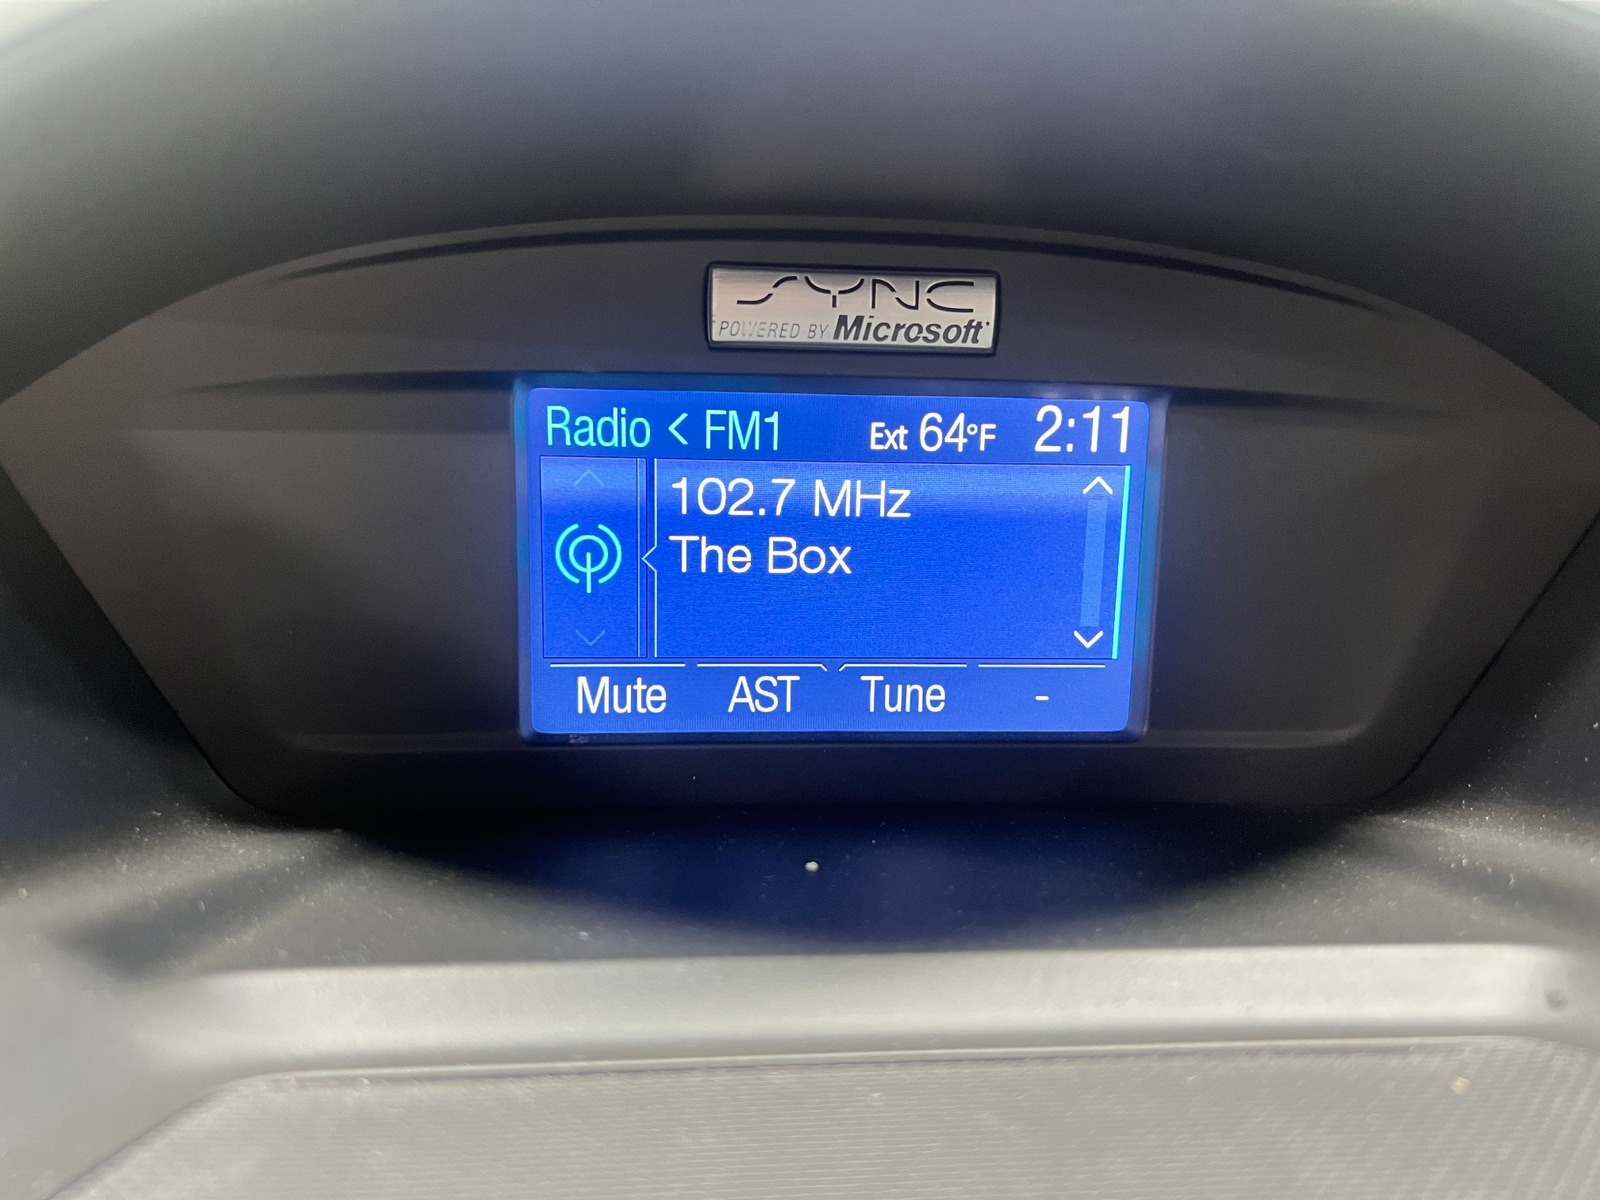 SYNC
POWERED BY Microsoft
Radio < FM1 Ext 64°F 2:11
102.7 MHz
The Box
Mute AST Tune -